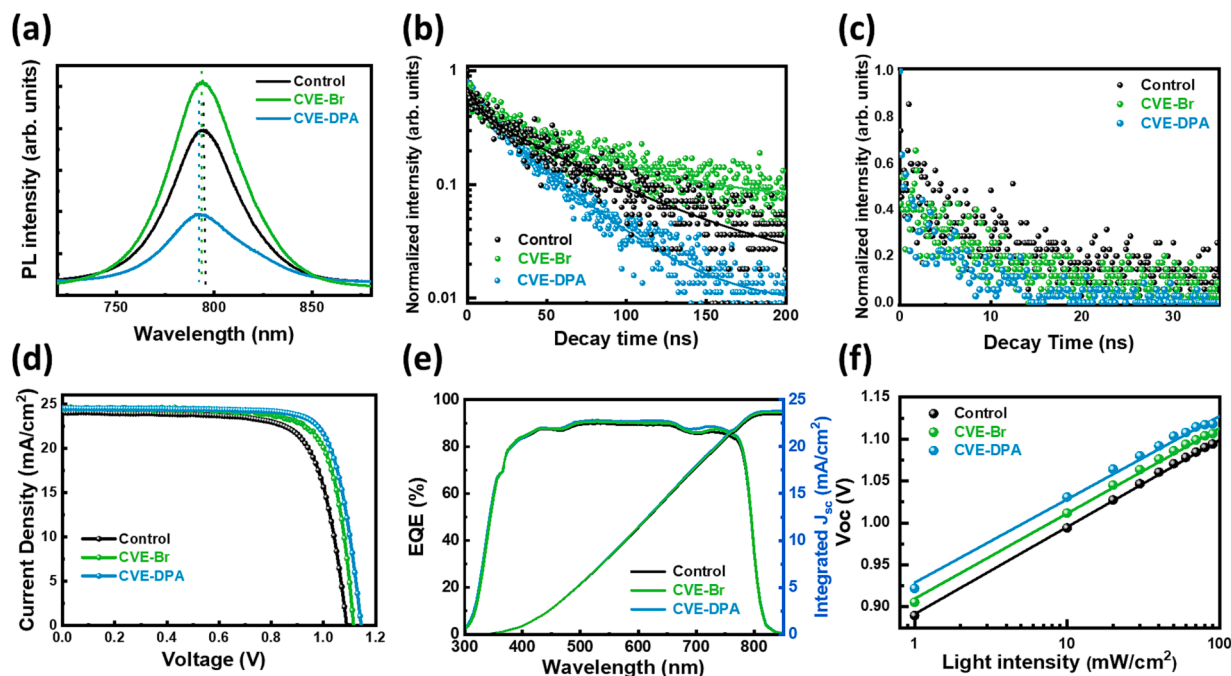 (a)
PL intensity (arb. units)
Control
CVE-Br
CVE-DPA
750
800
850
Wavelength (nm)
(b)
Normalized intensity (arb. units)
1
0.1
0.01
Control
CVE-Br
CVE-DPA
0
50
100
150
200
Decay time (ns)
(c)
Normalized intensity (arb. units)
1.0
0.8
0.6
0.4
0.2
0.0
Control
CVE-Br
CVE-DPA
0
10
20
30
Decay Time (ns)
(d)
Current Density (mA/cm²)
25
20
15
10
5
0
Control
CVE-Br
CVE-DPA
0.0
0.2
0.4
0.6
0.8
1.0
1.2
Voltage (V)
(e)
EQE (%)
100
80
60
40
20
0
Control
CVE-Br
CVE-DPA
300
400
500
600
700
800
Wavelength (nm)
25
20
15
10
5
0
Integrated Jsc (mA/cm²)
(f)
Voc (V)
1.15
1.10
1.05
1.00
0.95
0.90
Control
CVE-Br
CVE-DPA
1
10
100
Light intensity (mW/cm²)